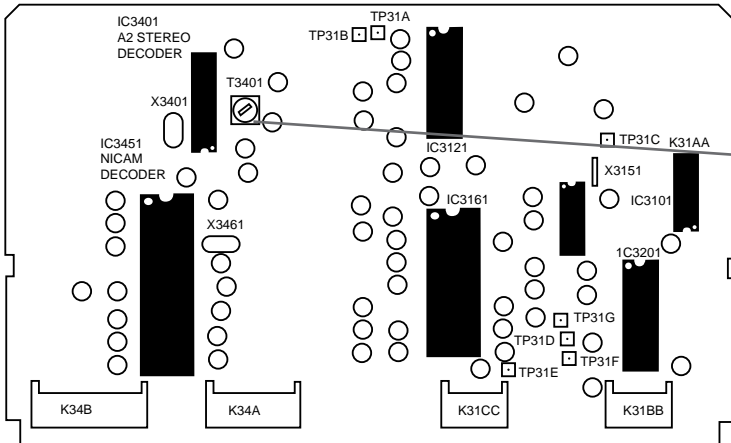 IC3401
A2 STEREO
DECODER
TP31A
TP31B
T3401
X3401
IC3451
NICAM
DECODER
IC3121
TP31C
K31AA
X3151
X3461
IC3161
IC3101
1C3201
TP31G
TP31D
TP31F
TP31E
K34B
K34A
K31CC
K31BB